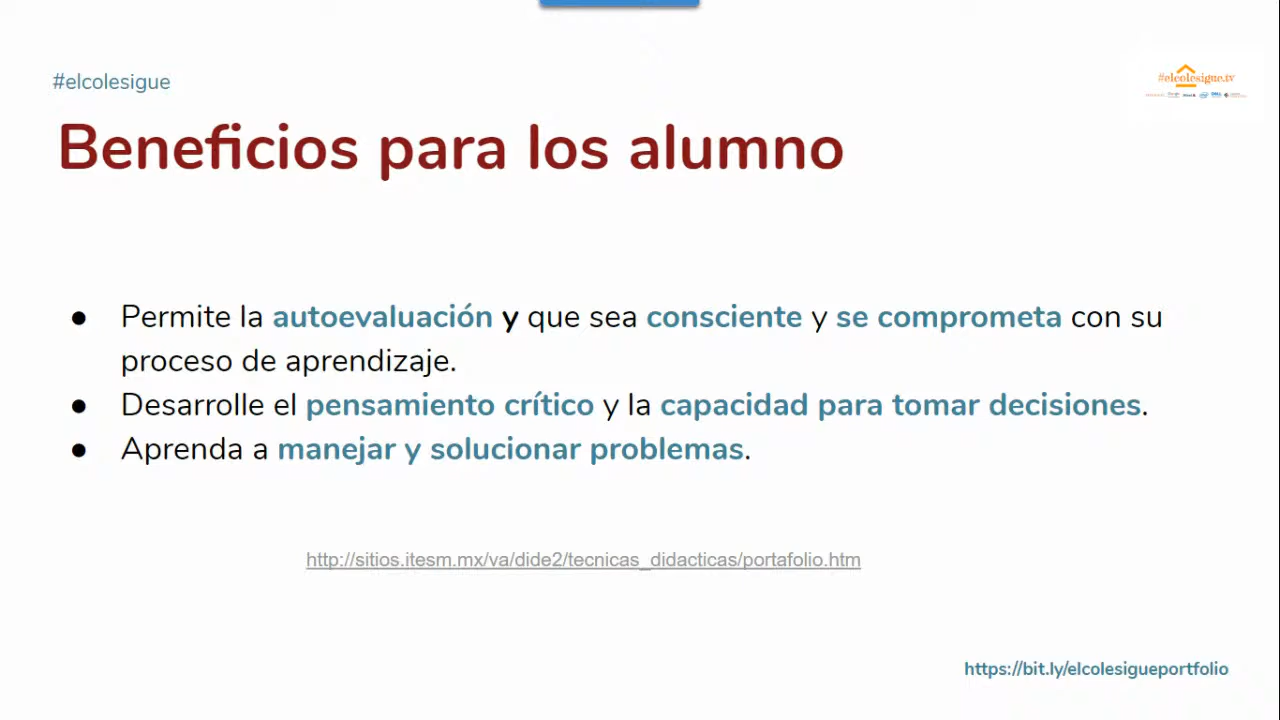 #elcolesigue
#elcolesigue.tv
Beneficios para los alumno
● Permite la autoevaluación y que sea consciente y se comprometa con su
proceso de aprendizaje.
● Desarrolle el pensamiento crítico y la capacidad para tomar decisiones.
● Aprenda a manejar y solucionar problemas.
http://sitios.itesm.mx/va/dide2/tecnicas_didacticas/portafolio.htm
https://bit.ly/elcolesigueportfolio